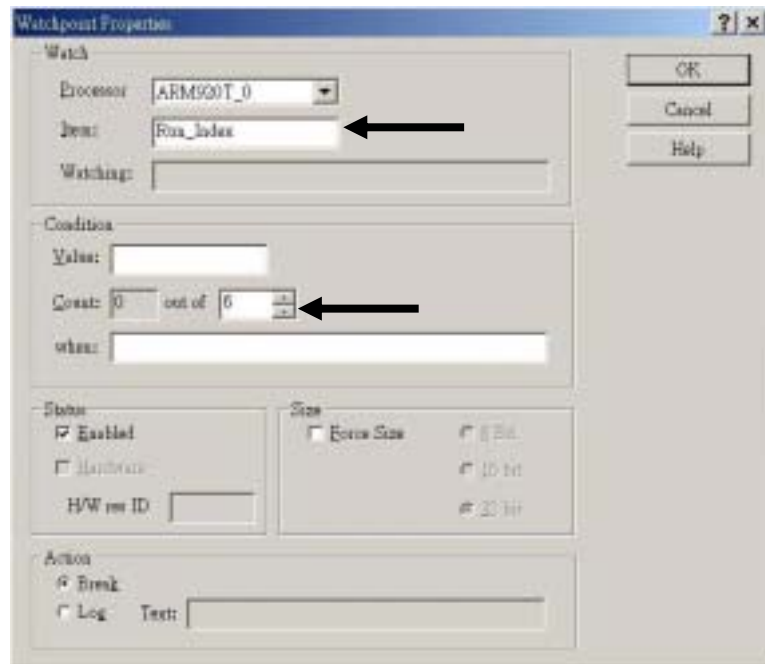 Watchpoint Properties
? ×
Watch
Processor ARM920T_0
Item: Run_Index
Watching:
OK
Cancel
Help
Condition
Value:
Count: 0 out of 6
when:
Status
Enabled
Hardware
H/W res ID
Size
Force Size
8 Bit
16 bit
32 bit
Action
Break
Log Text: